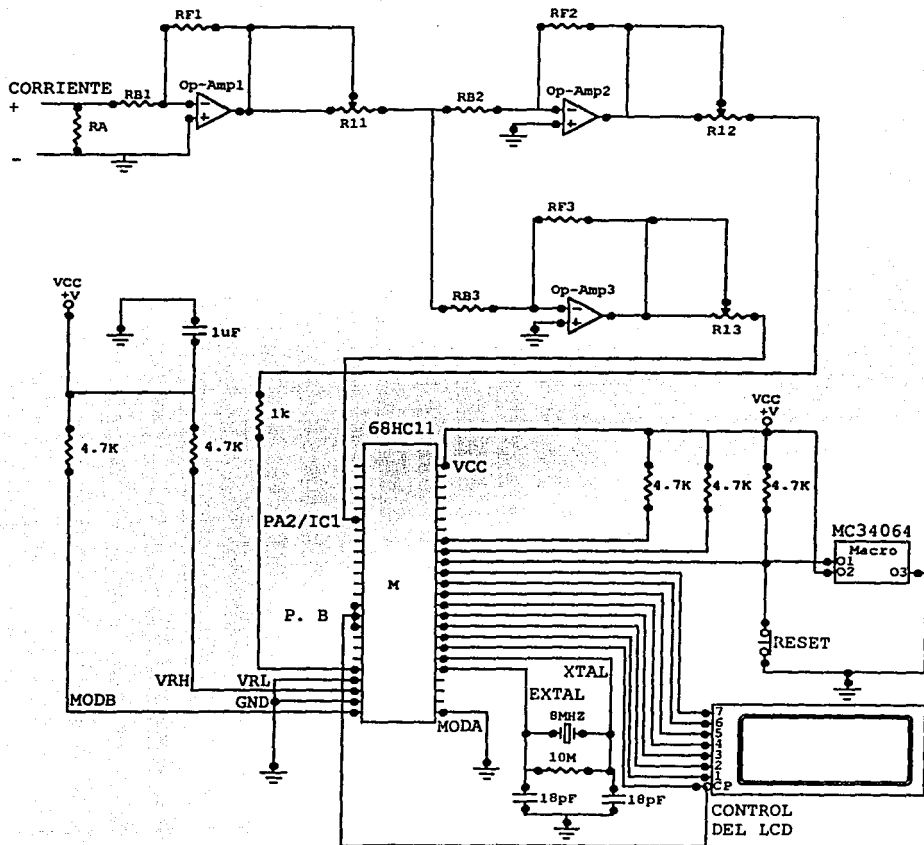 RF1
RF2
CORRIENTE
+
-
RA
RB1
Op-Amp1
-
+
R11
RB2
Op-Amp2
-
+
R12
RF3
RB3
Op-Amp3
-
+
R13
VCC
+V
1uF
4.7K
4.7K
1k
68HC11
VCC
PA2/IC1
M
P. B
VRH
VRL
MODB
GND
MODA
VCC
+V
4.7K
4.7K
4.7K
MC34064
Macro
O1
O2
O3
RESET
XTAL
EXTAL
8MHZ
10M
18pF
18pF
7
6
5
4
3
2
1
CP
CONTROL
DEL LCD